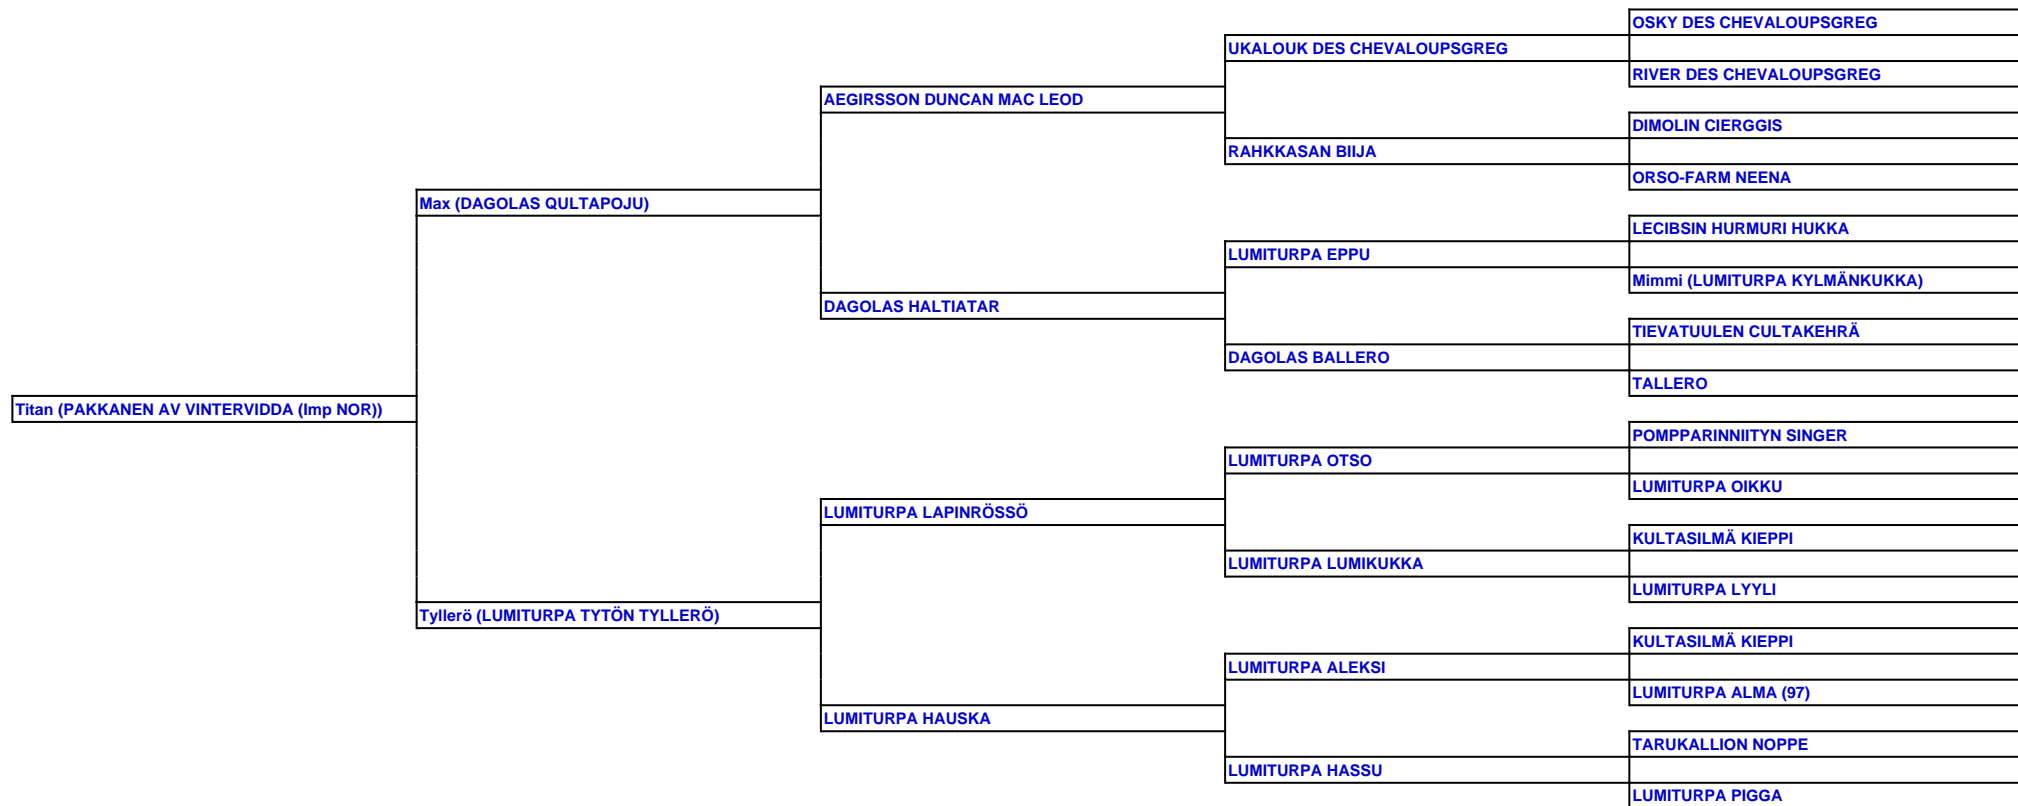 OSKY DES CHEVALOUPSGREG
UKALOUK DES CHEVALOUPSGREG
RIVER DES CHEVALOUPSGREG
AEGIRSSON DUNCAN MAC LEOD
DIMOLIN CIERGGIS
RAHKKASAN BIIJA
ORSO-FARM NEENA
Max (DAGOLAS QULTAPOJU)
LECIBSIN HURMURI HUKKA
LUMITURPA EPPU
Mimmi (LUMITURPA KYLMÄNKUKKA)
DAGOLAS HALTIATAR
TIEVATUULEN CULTAKEHRÄ
DAGOLAS BALLERO
TALLERO
Titan (PAKKANEN AV VINTERVIDDA (Imp NOR))
POMPPARINNIITYN SINGER
LUMITURPA OTSO
LUMITURPA OIKKU
LUMITURPA LAPINRÖSSÖ
KULTASILMÄ KIEPPI
LUMITURPA LUMIKUKKA
LUMITURPA LYYLI
Tyllerö (LUMITURPA TYTÖN TYLLERÖ)
KULTASILMÄ KIEPPI
LUMITURPA ALEKSI
LUMITURPA ALMA (97)
LUMITURPA HAUSKA
TARUKALLION NOPPE
LUMITURPA HASSU
LUMITURPA PIGGA